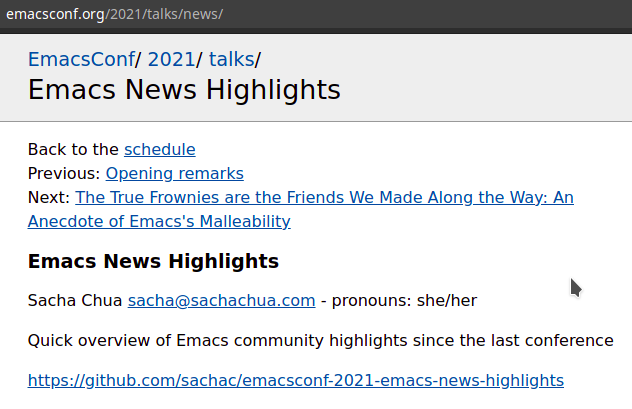 emacsconf.org/2021/talks/news/
EmacsConf/ 2021/ talks/
Emacs News Highlights
Back to the schedule
Previous: Opening remarks
Next: The True Frownies are the Friends We Made Along the Way: An
Anecdote of Emacs's Malleability
Emacs News Highlights
Sacha Chua sacha@sachachua.com - pronouns: she/her
Quick overview of Emacs community highlights since the last conference
https://github.com/sachac/emacsconf-2021-emacs-news-highlights